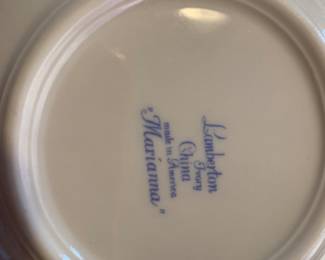 Lamberton
Ivory
China
made in America
"Marianna"